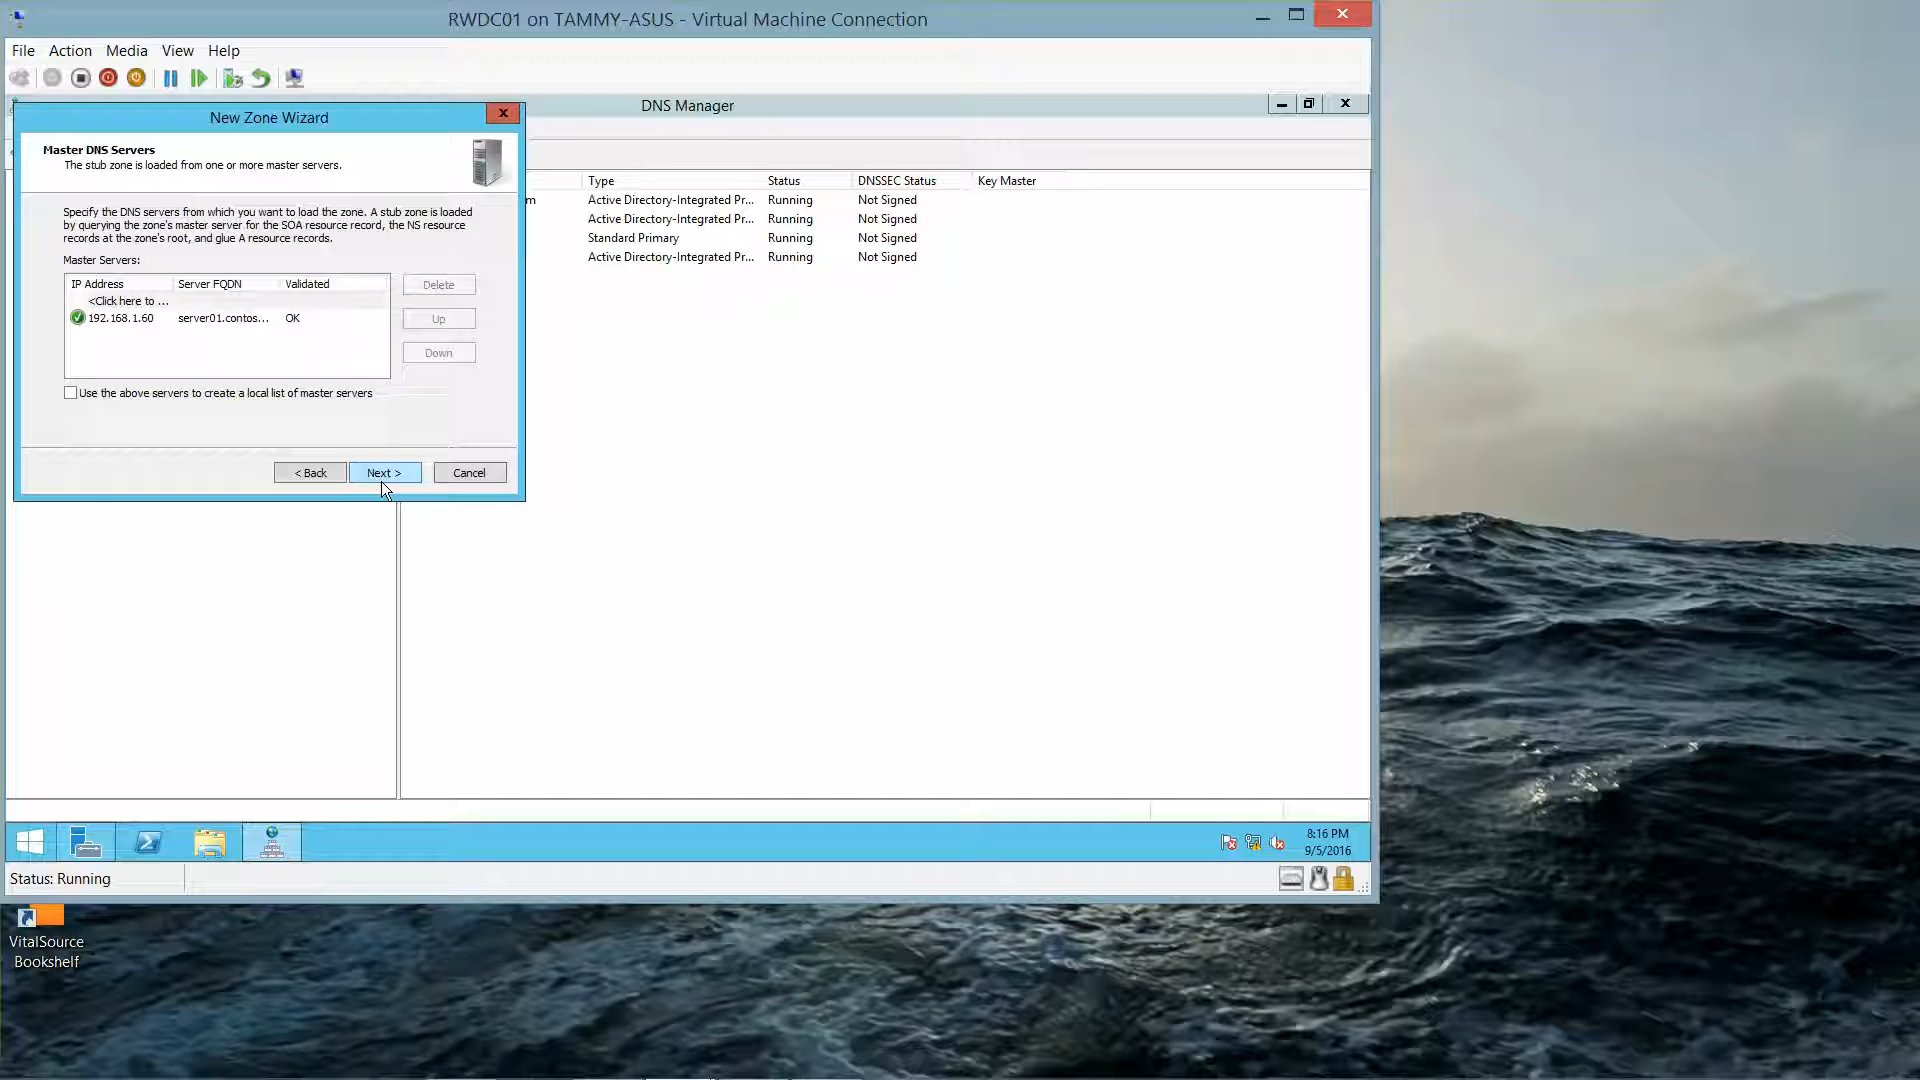 RWDC01 on TAMMY-ASUS - Virtual Machine Connection
File Action Media View Help
DNS Manager
New Zone Wizard
Master DNS Servers
The stub zone is loaded from one or more master servers.
Specify the DNS servers from which you want to load the zone. A stub zone is loaded
by querying the zone's master server for the SOA resource record, the NS resource
records at the zone's root, and glue A resource records.
Master Servers:
IP Address Server FQDN Validated
<Click here to ...
192.168.1.60 server01.contos... OK
Delete
Up
Down
Use the above servers to create a local list of master servers
< Back Next > Cancel
Type Status DNSSEC Status Key Master
m Active Directory-Integrated Pr... Running Not Signed
Active Directory-Integrated Pr... Running Not Signed
Standard Primary Running Not Signed
Active Directory-Integrated Pr... Running Not Signed
8:16 PM
9/5/2016
Status: Running
VitalSource
Bookshelf